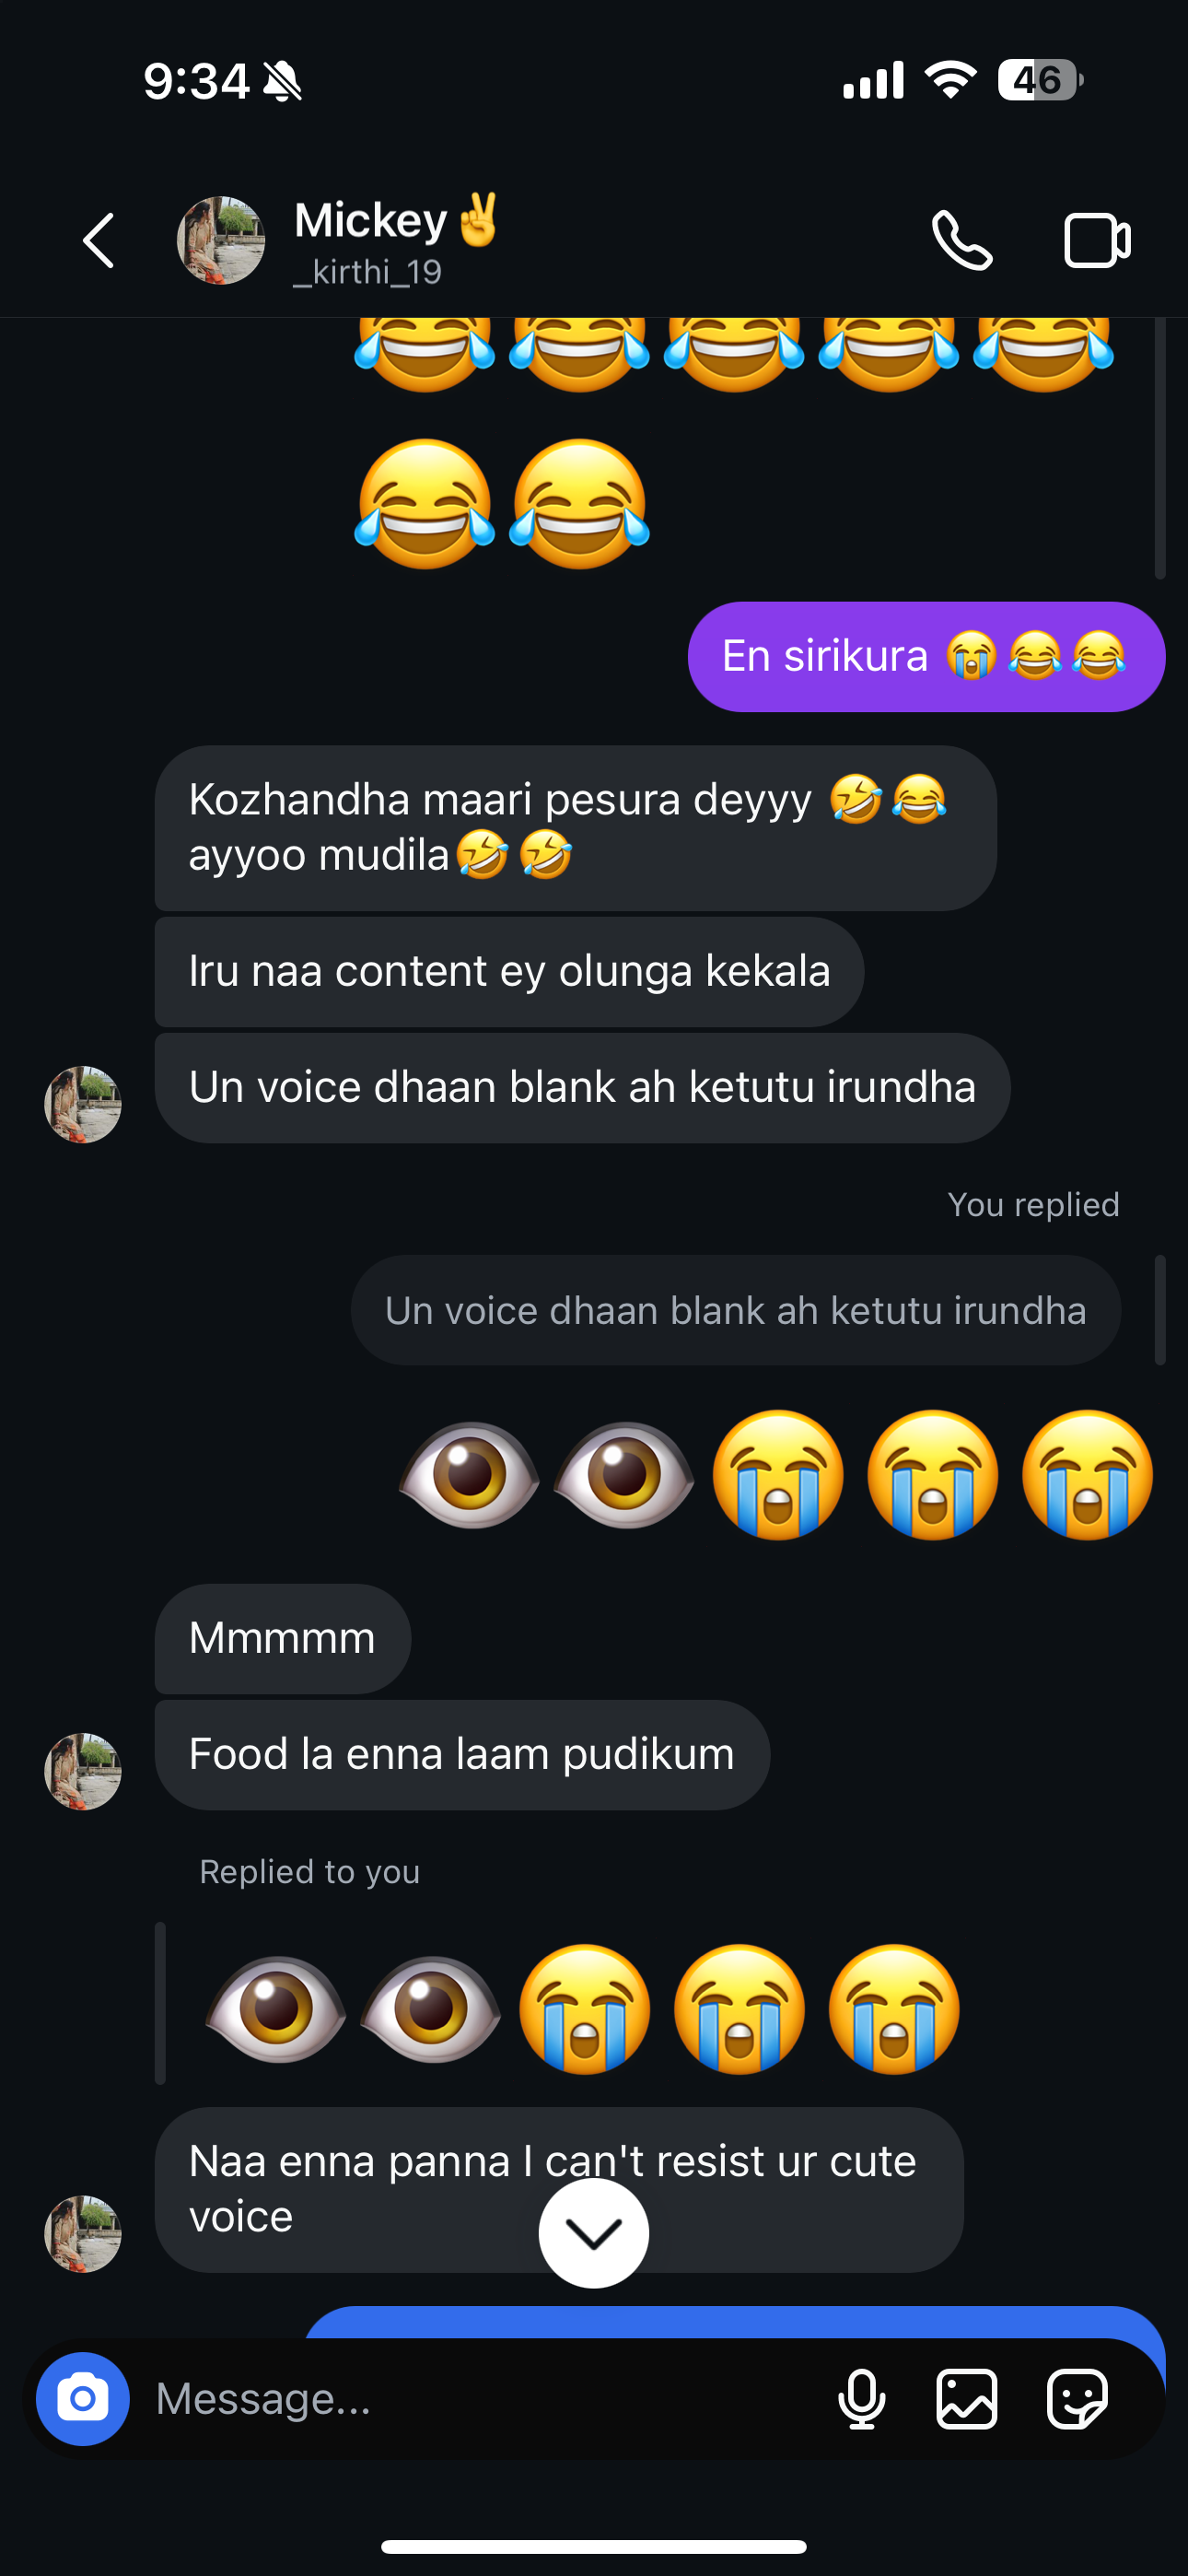 9:34
46
Mickey✌️
_kirthi_19
😂😂😂😂😂
😂😂
En sirikura 😭😂😂
Kozhandha maari pesura deyyy 🤣😂
ayyoo mudila🤣🤣
Iru naa content ey olunga kekala
Un voice dhaan blank ah ketutu irundha
You replied
Un voice dhaan blank ah ketutu irundha
👁️👁️😭😭😭
Mmmmm
Food la enna laam pudikum
Replied to you
👁️👁️😭😭😭
Naa enna panna I can't resist ur cute
voice
Message...